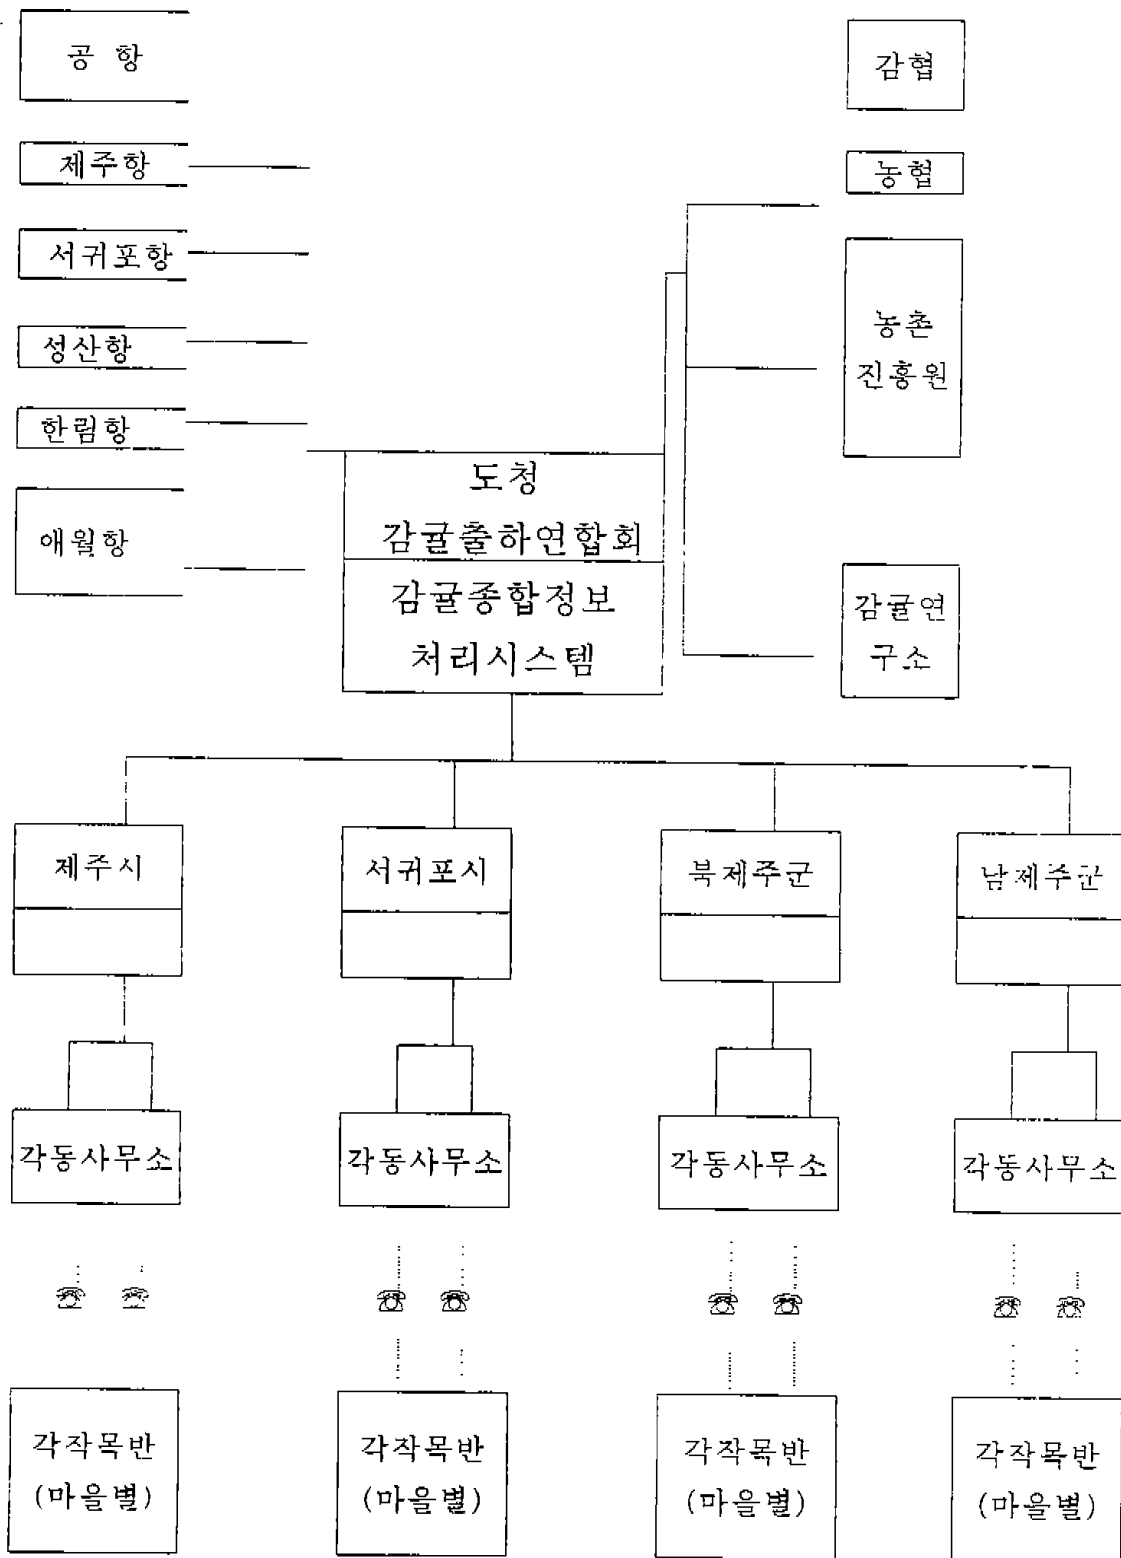 공 항
감협
제주항
농협
서귀포항
농촌
진흥원
성산항
한림항
도청
감귤출하연합회
애월항
감귤종합정보
처리시스템
감귤연
구소
제주시
서귀포시
북제주군
남제주군
각동사무소
각동사무소
각동사무소
각동사무소
각작목반
(마을별)
각작목반
(마을별)
각작목반
(마을별)
각작목반
(마을별)